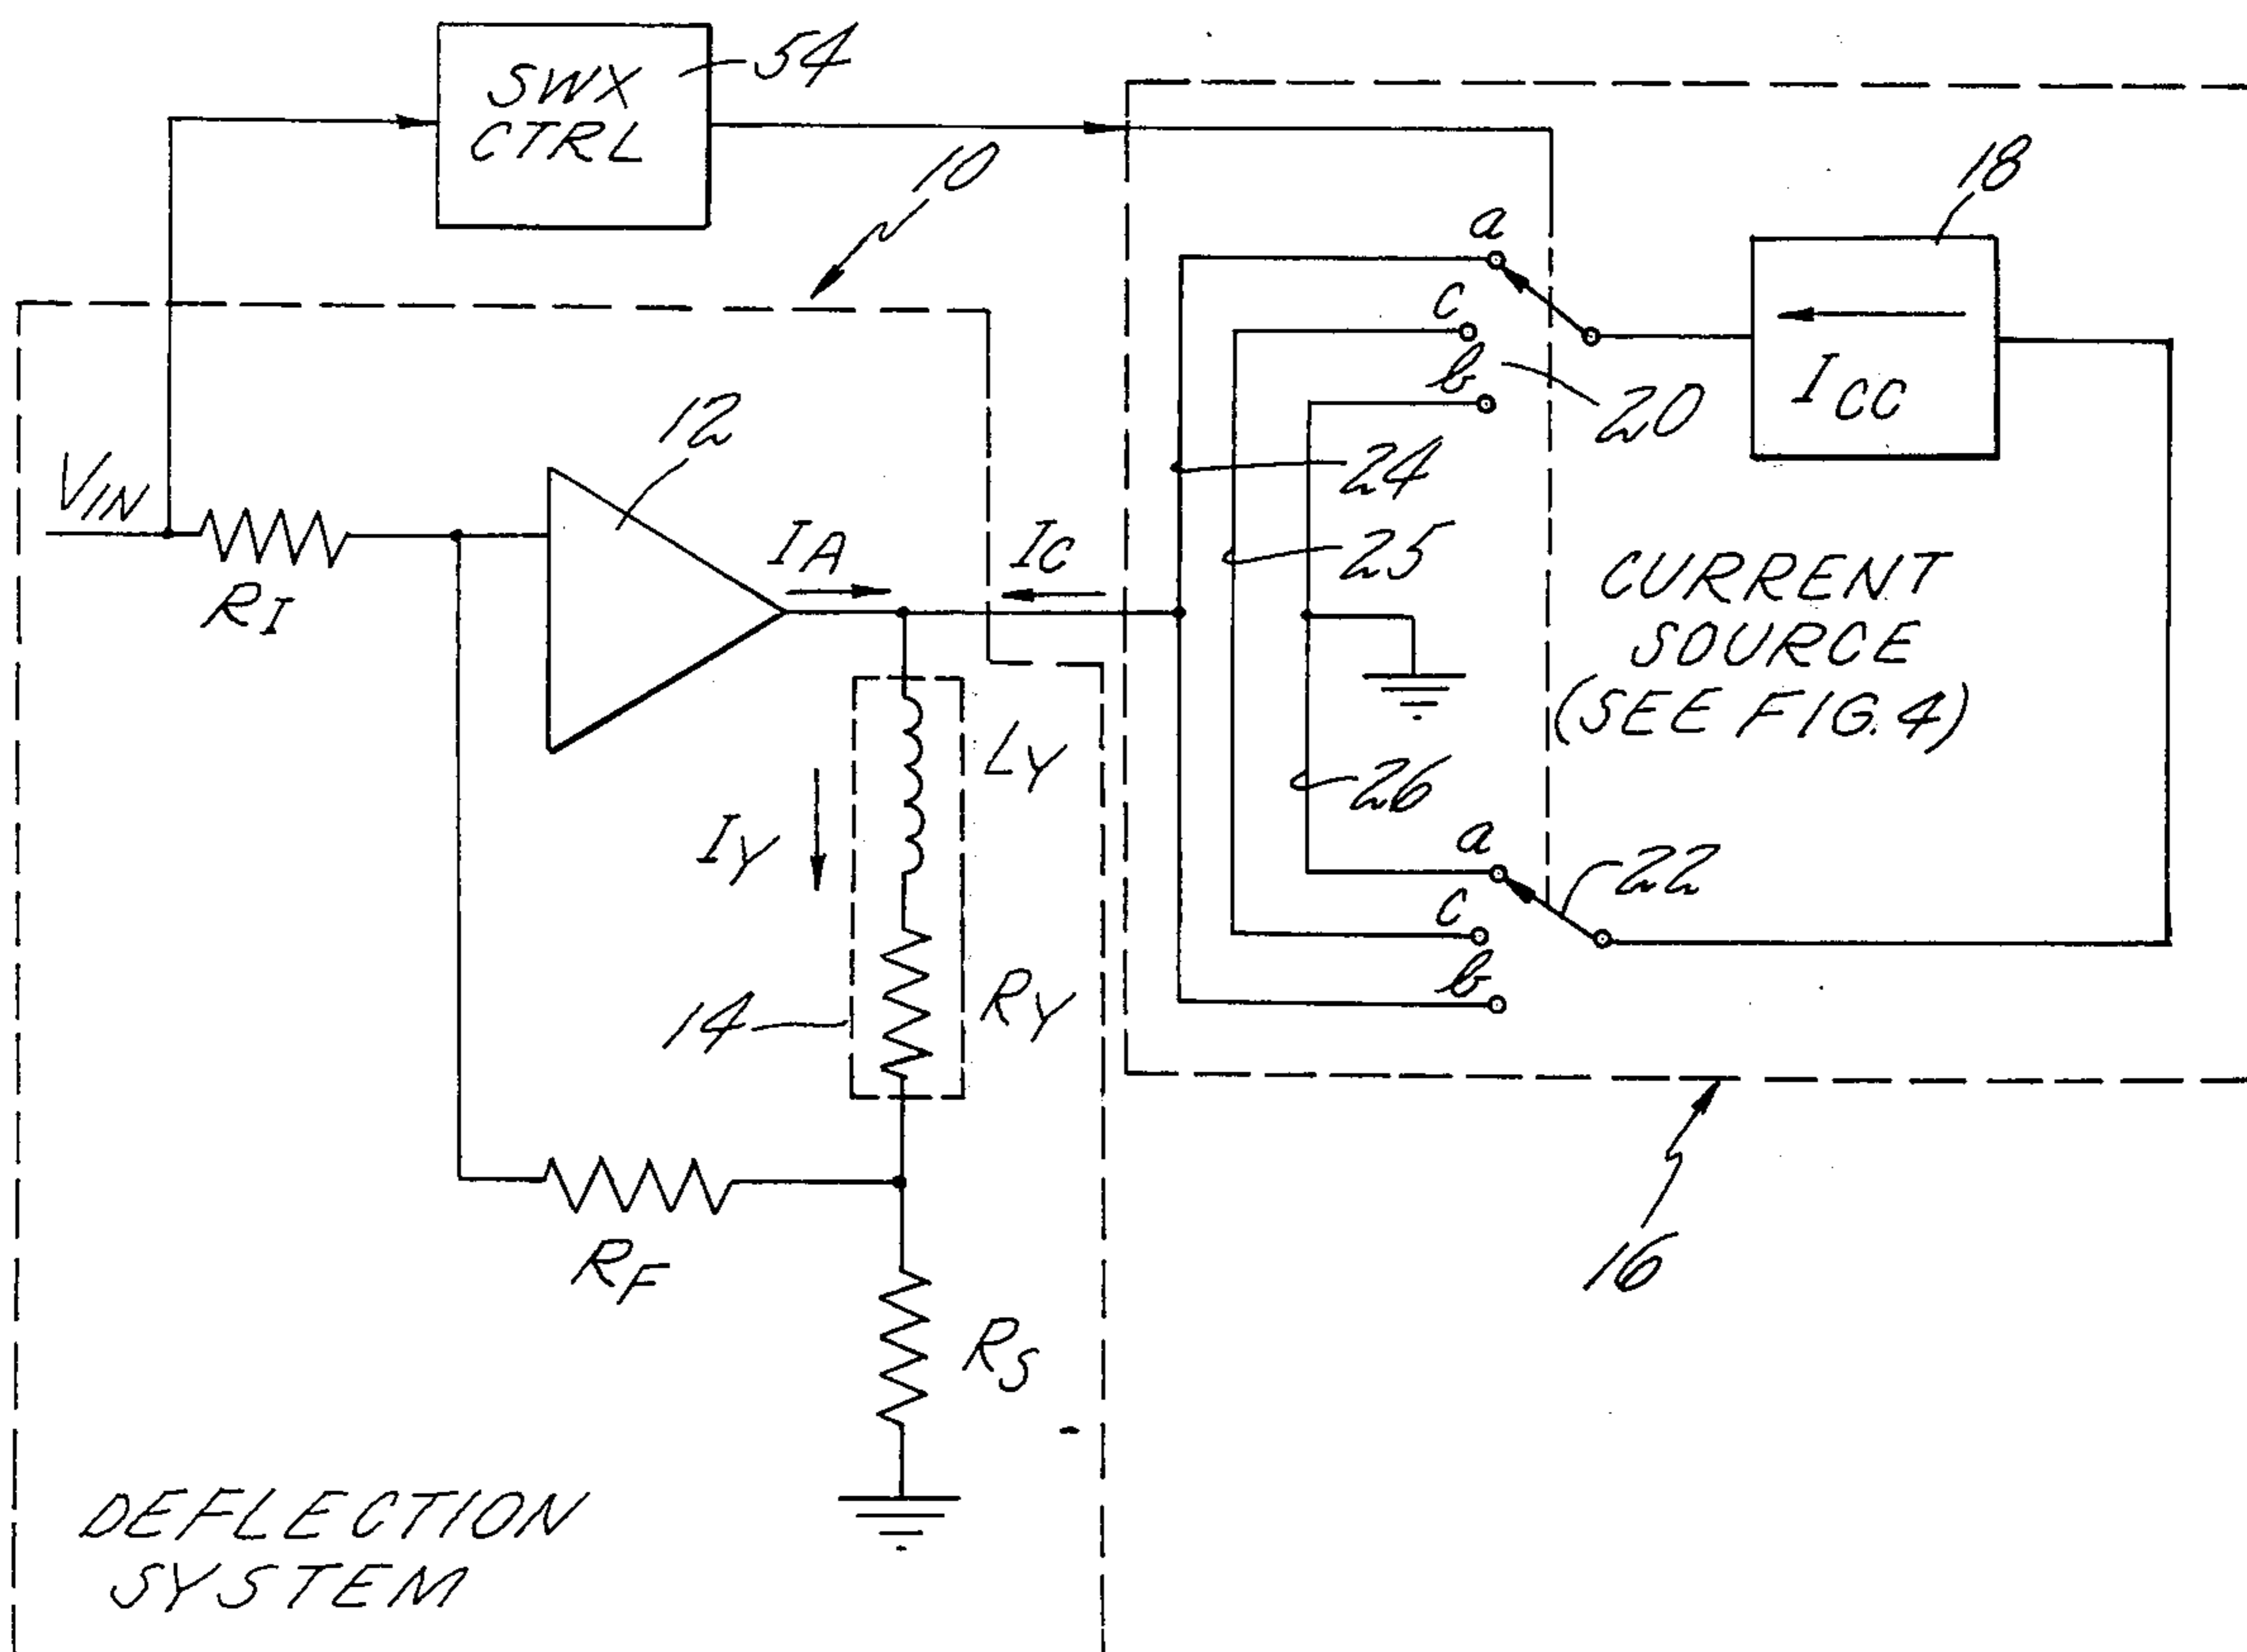 SWX
CTRL
54
10
18
a
c
b
20
ICC
12
VIN
RI
IA
IC
24
25
CURRENT
SOURCE
(SEE FIG. 4)
LY
IY
26
a
c
b
22
14
RY
RF
RS
16
DEFLECTION
SYSTEM